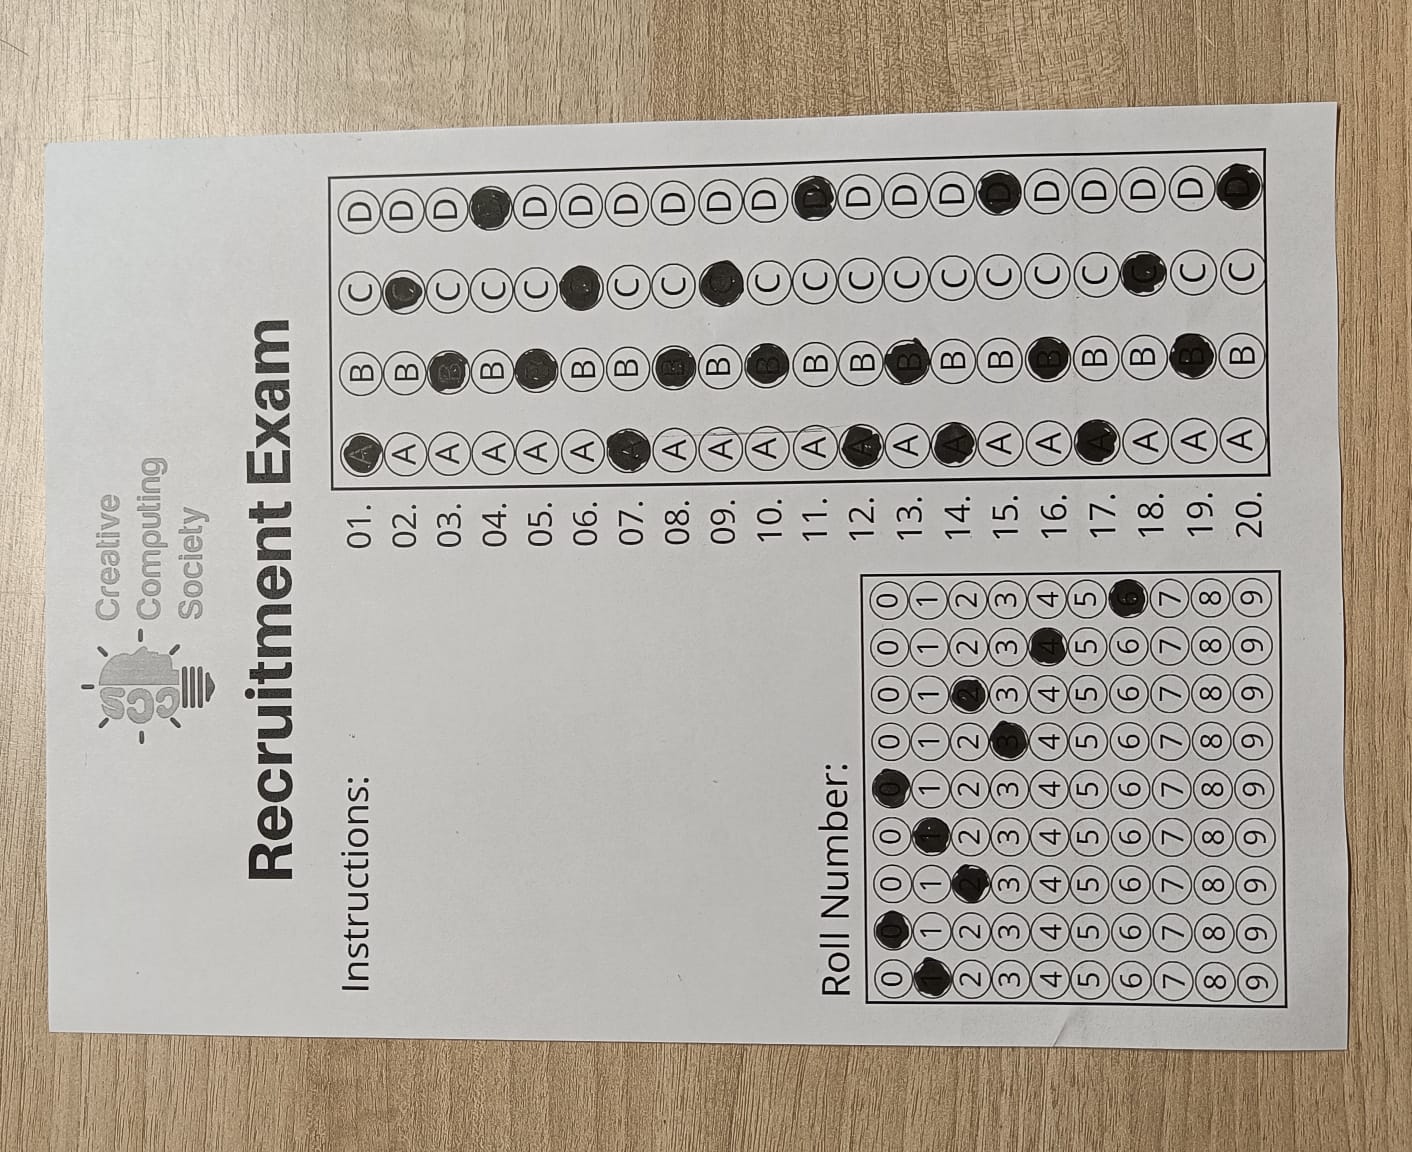 CCS
Creative
Computing
Society
Recruitment Exam
Instructions:
01. A B C D
02. A B C D
03. A B C D
04. A B C D
05. A B C D
06. A B C D
07. A B C D
08. A B C D
09. A B C D
10. A B C D
11. A B C D
12. A B C D
13. A B C D
14. A B C D
15. A B C D
16. A B C D
17. A B C D
18. A B C D
19. A B C D
20. A B C D
Roll Number:
0 0 0 0 0 0 0 0 0
1 1 1 1 1 1 1 1 1
2 2 2 2 2 2 2 2 2
3 3 3 3 3 3 3 3 3
4 4 4 4 4 4 4 4 4
5 5 5 5 5 5 5 5 5
6 6 6 6 6 6 6 6 6
7 7 7 7 7 7 7 7 7
8 8 8 8 8 8 8 8 8
9 9 9 9 9 9 9 9 9